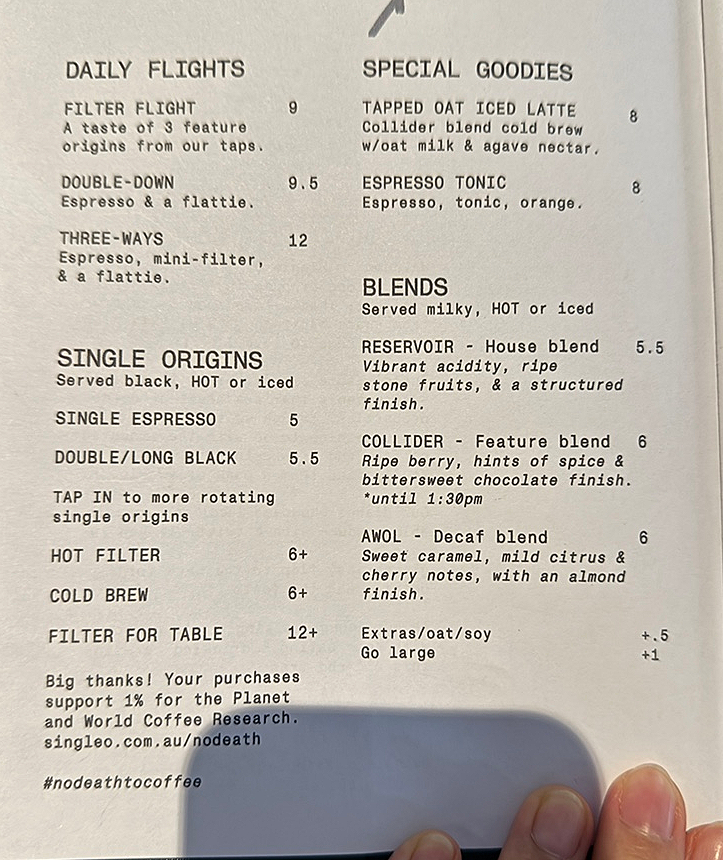 DAILY FLIGHTS
FILTER FLIGHT 9
A taste of 3 feature
origins from our taps.
DOUBLE-DOWN 9.5
Espresso & a flattie.
THREE-WAYS 12
Espresso, mini-filter,
& a flattie.
SINGLE ORIGINS
Served black, HOT or iced
SINGLE ESPRESSO 5
DOUBLE/LONG BLACK 5.5
TAP IN to more rotating
single origins
HOT FILTER 6+
COLD BREW 6+
FILTER FOR TABLE 12+
Big thanks! Your purchases
support 1% for the Planet
and World Coffee Research.
singleo.com.au/nodeath
#nodeathtocoffee
SPECIAL GOODIES
TAPPED OAT ICED LATTE 8
Collider blend cold brew
w/oat milk & agave nectar.
ESPRESSO TONIC 8
Espresso, tonic, orange.
BLENDS
Served milky, HOT or iced
RESERVOIR - House blend 5.5
Vibrant acidity, ripe
stone fruits, & a structured
finish.
COLLIDER - Feature blend 6
Ripe berry, hints of spice &
bittersweet chocolate finish.
*until 1:30pm
AWOL - Decaf blend 6
Sweet caramel, mild citrus &
cherry notes, with an almond
finish.
Extras/oat/soy +.5
Go large +1